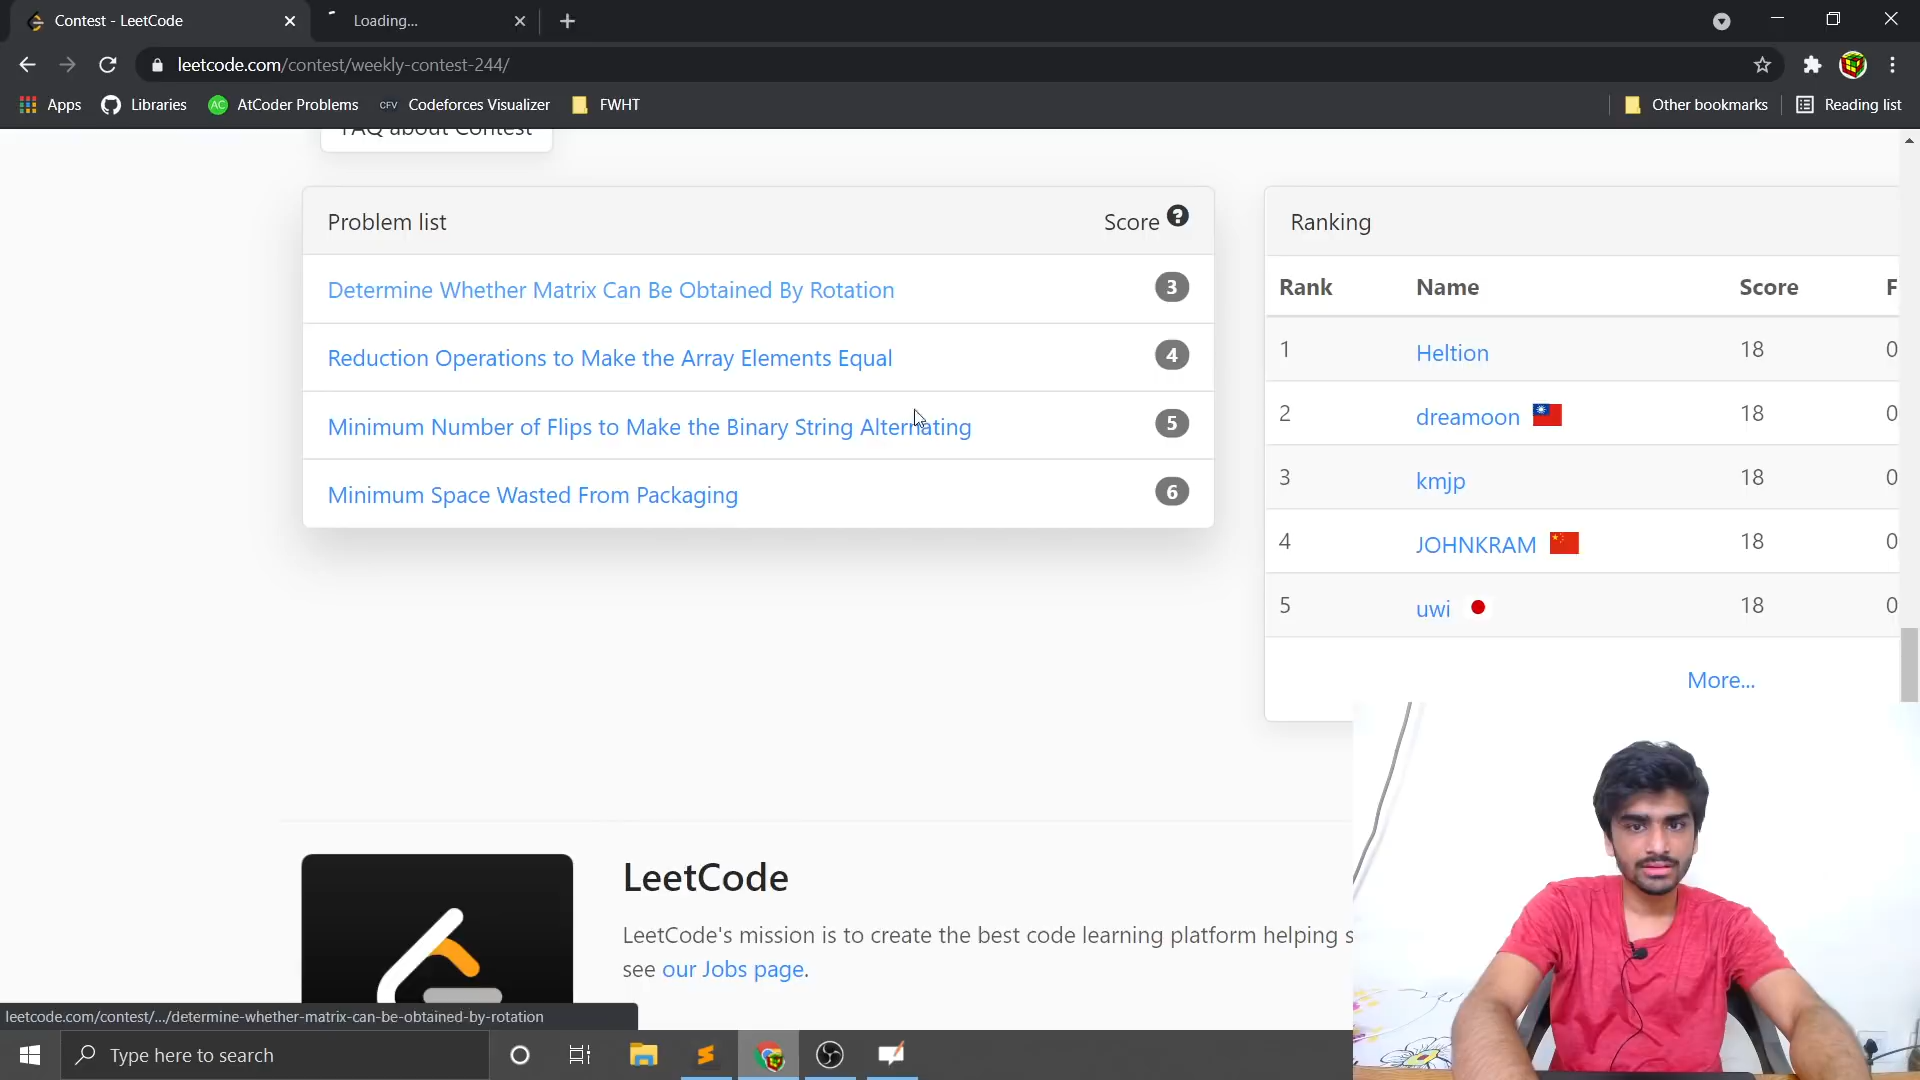 Contest - LeetCode
Loading...
leetcode.com/contest/weekly-contest-244/
Apps
Libraries
AC
AtCoder Problems
CFV
Codeforces Visualizer
FWHT
Other bookmarks
Reading list
FAQ about Contest
Problem list
Score ?
Determine Whether Matrix Can Be Obtained By Rotation
3
Reduction Operations to Make the Array Elements Equal
4
Minimum Number of Flips to Make the Binary String Alternating
5
Minimum Space Wasted From Packaging
6
Ranking
Rank Name Score F
1 Heltion 18 0
2 dreamoon 18 0
3 kmjp 18 0
4 JOHNKRAM 18 0
5 uwi 18 0
More...
LeetCode
LeetCode's mission is to create the best code learning platform helping s
see our Jobs page.
leetcode.com/contest/.../determine-whether-matrix-can-be-obtained-by-rotation
Type here to search